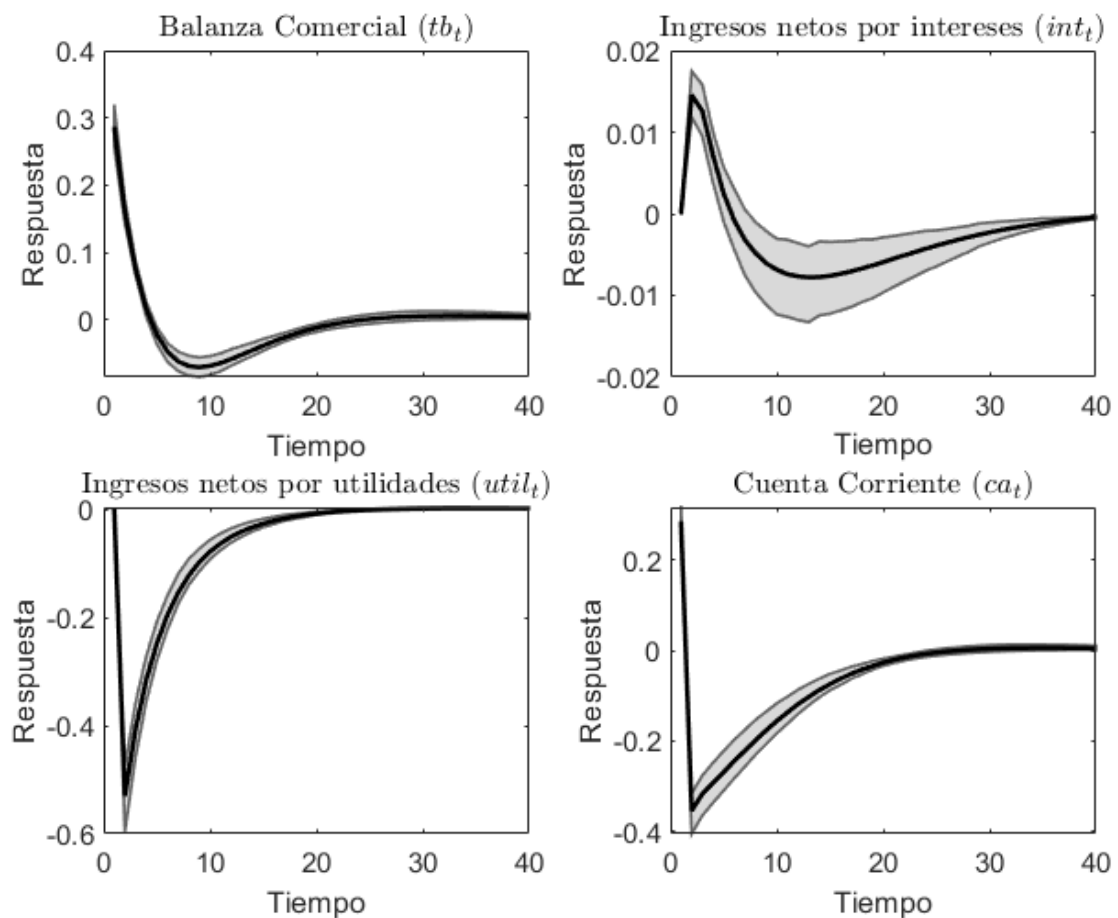 Balanza Comercial (tb_t)
0.4
0.3
0.2
0.1
0
0 10 20 30 40
Respuesta
Tiempo
Ingresos netos por intereses (int_t)
0.02
0.01
0
-0.01
-0.02
0 10 20 30 40
Respuesta
Tiempo
Ingresos netos por utilidades (util_t)
0
-0.2
-0.4
-0.6
0 10 20 30 40
Respuesta
Tiempo
Cuenta Corriente (ca_t)
0.2
0
-0.2
-0.4
0 10 20 30 40
Respuesta
Tiempo